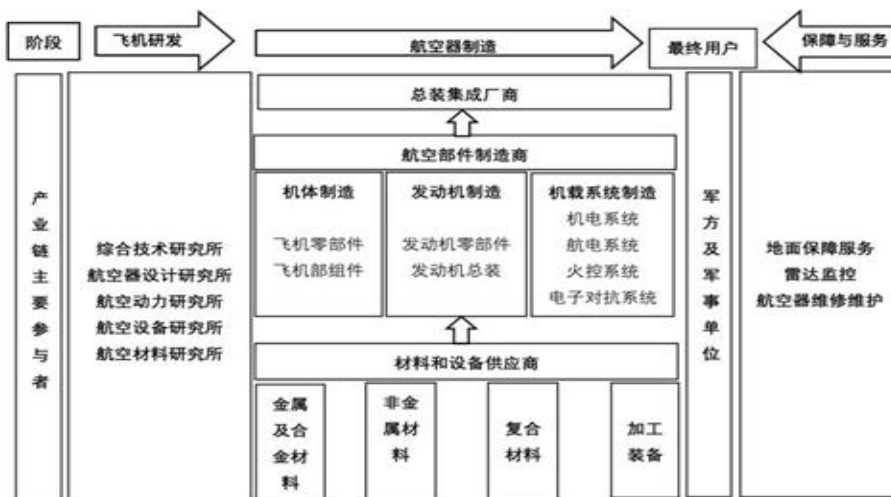 阶段
飞机研发
航空器制造
最终用户
保障与服务
产业链主要参与者
综合技术研究所
航空器设计研究所
航空动力研究所
航空设备研究所
航空材料研究所
总装集成厂商
航空部件制造商
机体制造
飞机零部件
飞机部组件
发动机制造
发动机零部件
发动机总装
机载系统制造
机电系统
航电系统
火控系统
电子对抗系统
材料和设备供应商
金属
及合
金材
料
非金
属材
料
复合
材料
加工
装备
军方及军事单位
地面保障服务
雷达监控
航空器维修维护